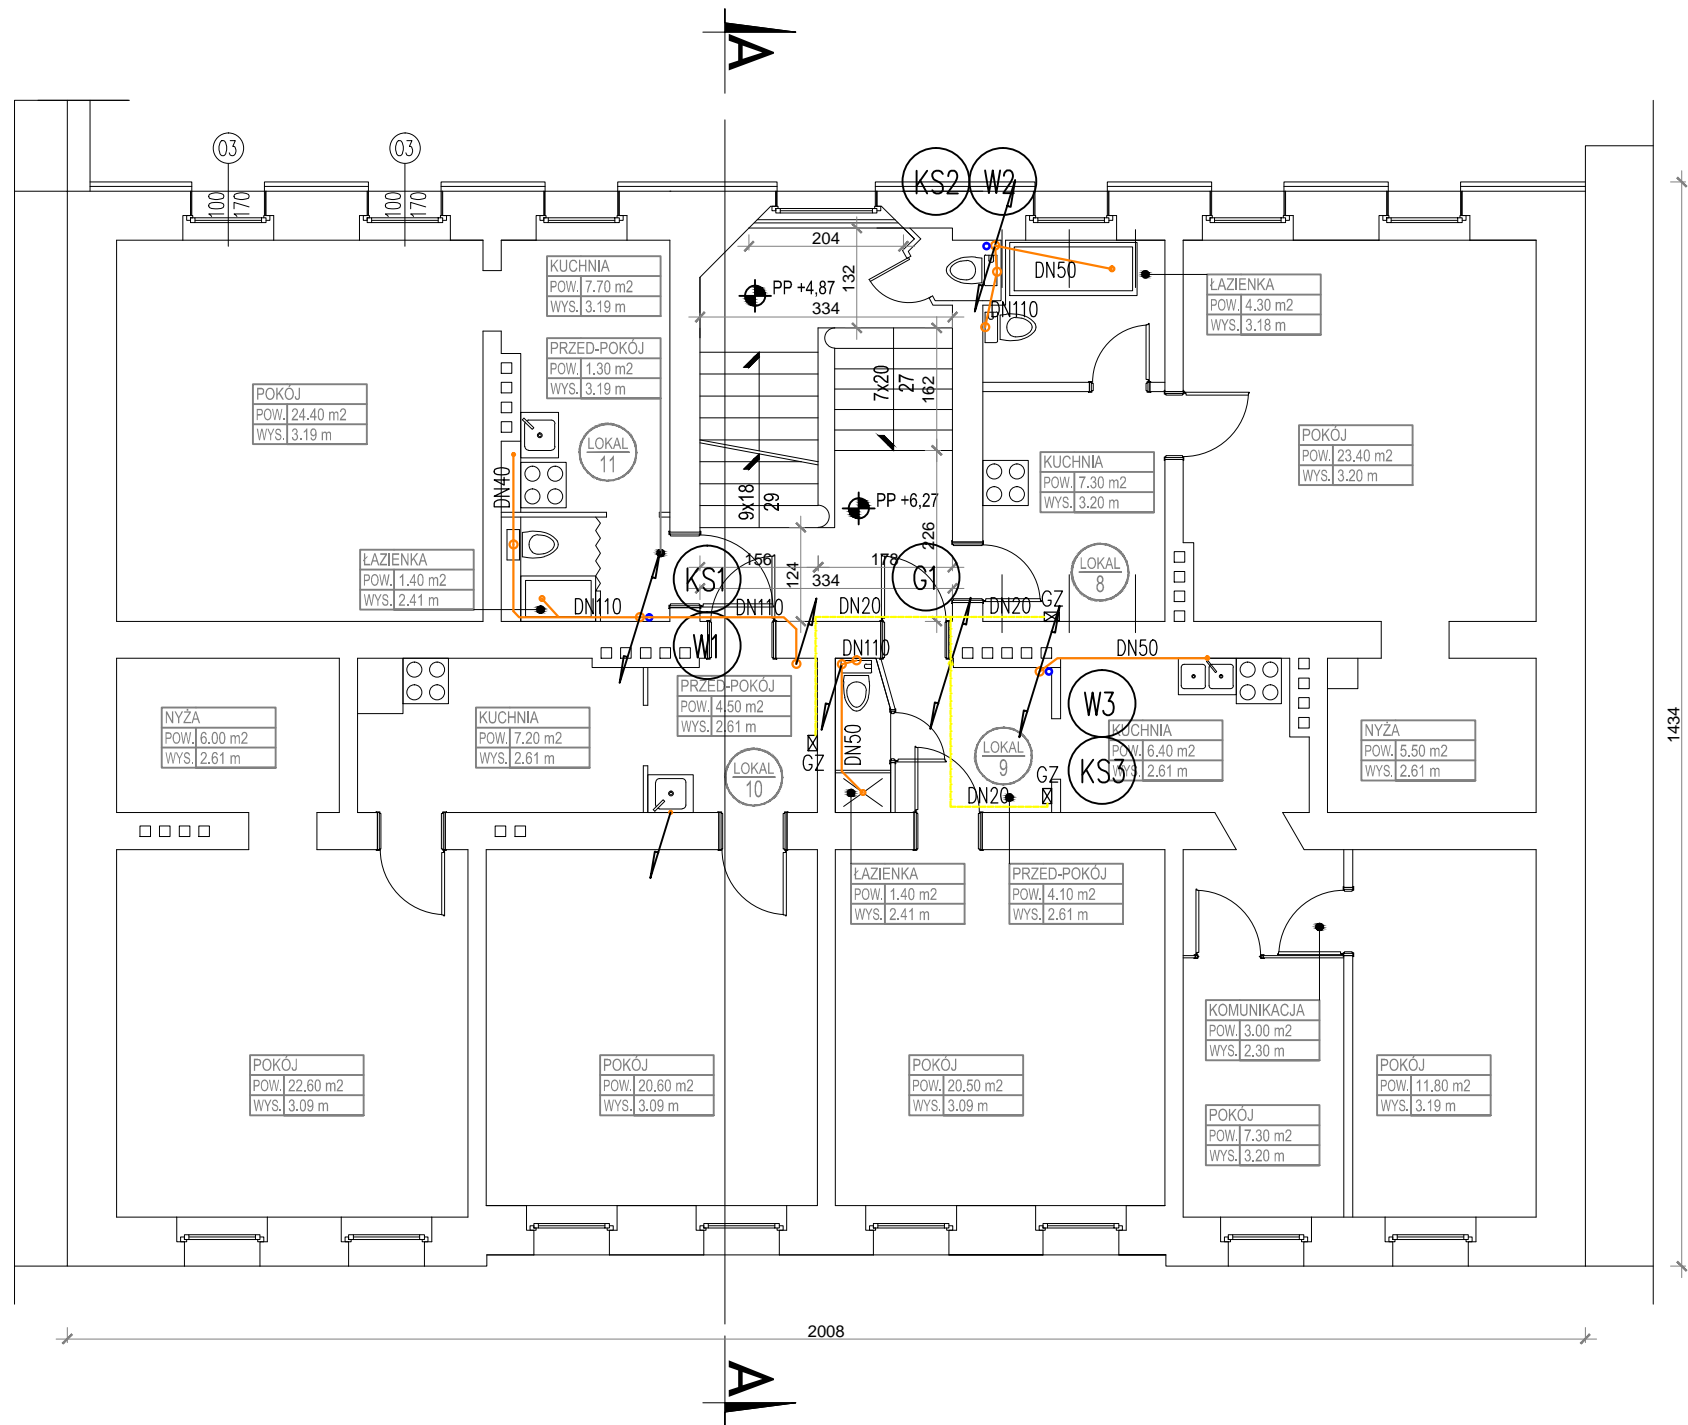 A
03
03
KS2
W2
100
170
100
170
204
132
PP +4,87
334
DN50
DN110
KUCHNIA
POW. 7.70 m2
WYS. 3.19 m
ŁAZIENKA
POW. 4.30 m2
WYS. 3.18 m
PRZED-POKÓJ
POW. 1.30 m2
WYS. 3.19 m
POKÓJ
POW. 24.40 m2
WYS. 3.19 m
7x20
27
162
LOKAL
11
POKÓJ
POW. 23.40 m2
WYS. 3.20 m
KUCHNIA
POW. 7.30 m2
WYS. 3.20 m
DN40
9x18
29
PP +6,27
226
ŁAZIENKA
POW. 1.40 m2
WYS. 2.41 m
KS1
156
178
124
334
G1
LOKAL
8
DN110
DN110
DN20
DN20
GZ
W1
DN110
DN50
PRZED-POKÓJ
POW. 4.50 m2
WYS. 2.61 m
W3
NYŻA
POW. 6.00 m2
WYS. 2.61 m
KUCHNIA
POW. 7.20 m2
WYS. 2.61 m
DN50
GZ
LOKAL
10
LOKAL
9
KUCHNIA
POW. 6.40 m2
WYS. 2.61 m
KS3
GZ
DN20
NYŻA
POW. 5.50 m2
WYS. 2.61 m
1434
ŁAZIENKA
POW. 1.40 m2
WYS. 2.41 m
PRZED-POKÓJ
POW. 4.10 m2
WYS. 2.61 m
KOMUNIKACJA
POW. 3.00 m2
WYS. 2.30 m
POKÓJ
POW. 22.60 m2
WYS. 3.09 m
POKÓJ
POW. 20.60 m2
WYS. 3.09 m
POKÓJ
POW. 20.50 m2
WYS. 3.09 m
POKÓJ
POW. 11.80 m2
WYS. 3.19 m
POKÓJ
POW. 7.30 m2
WYS. 3.20 m
2008
A